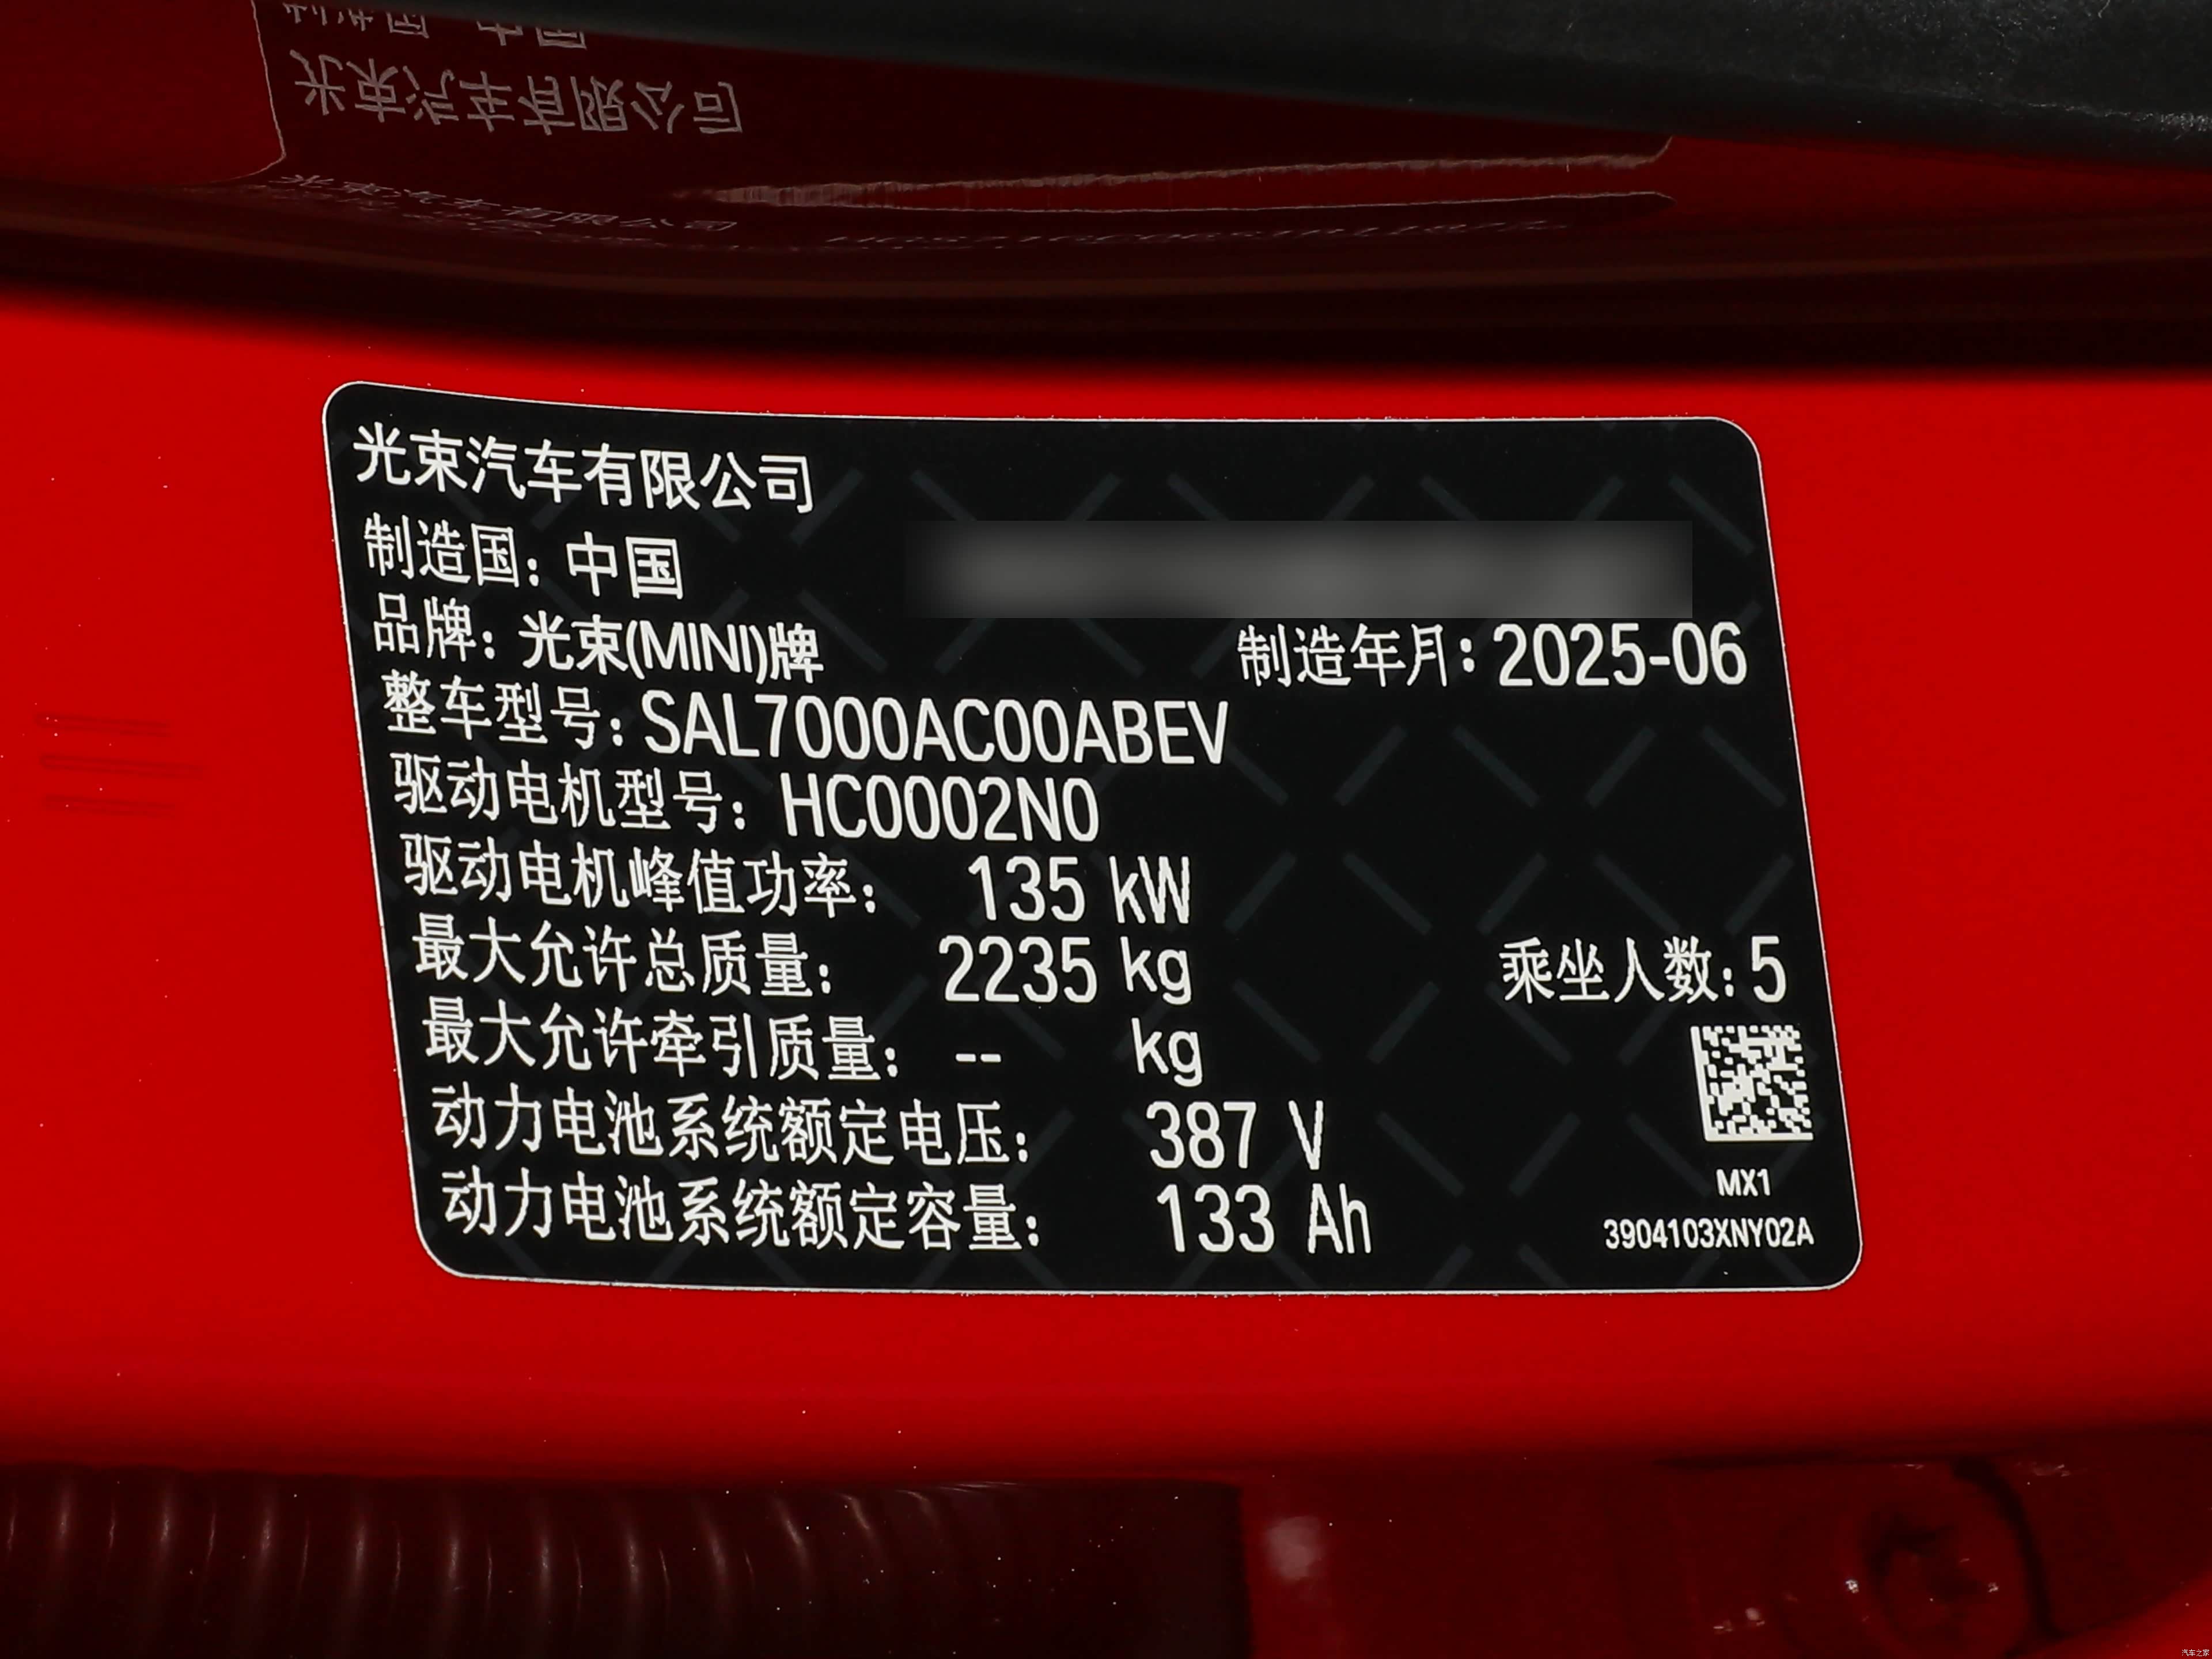 光束汽车有限公司
制造国：中国
品牌：光束(MINI)牌
制造年月：2025-06
整车型号：SAL7000AC00ABEV
驱动电机型号：HC0002N0
驱动电机峰值功率： 135 kW
最大允许总质量： 2235 kg
乘坐人数：5
最大允许牵引质量： -- kg
动力电池系统额定电压： 387 V
动力电池系统额定容量： 133 Ah
MX1
3904103XNY02A
汽车之家